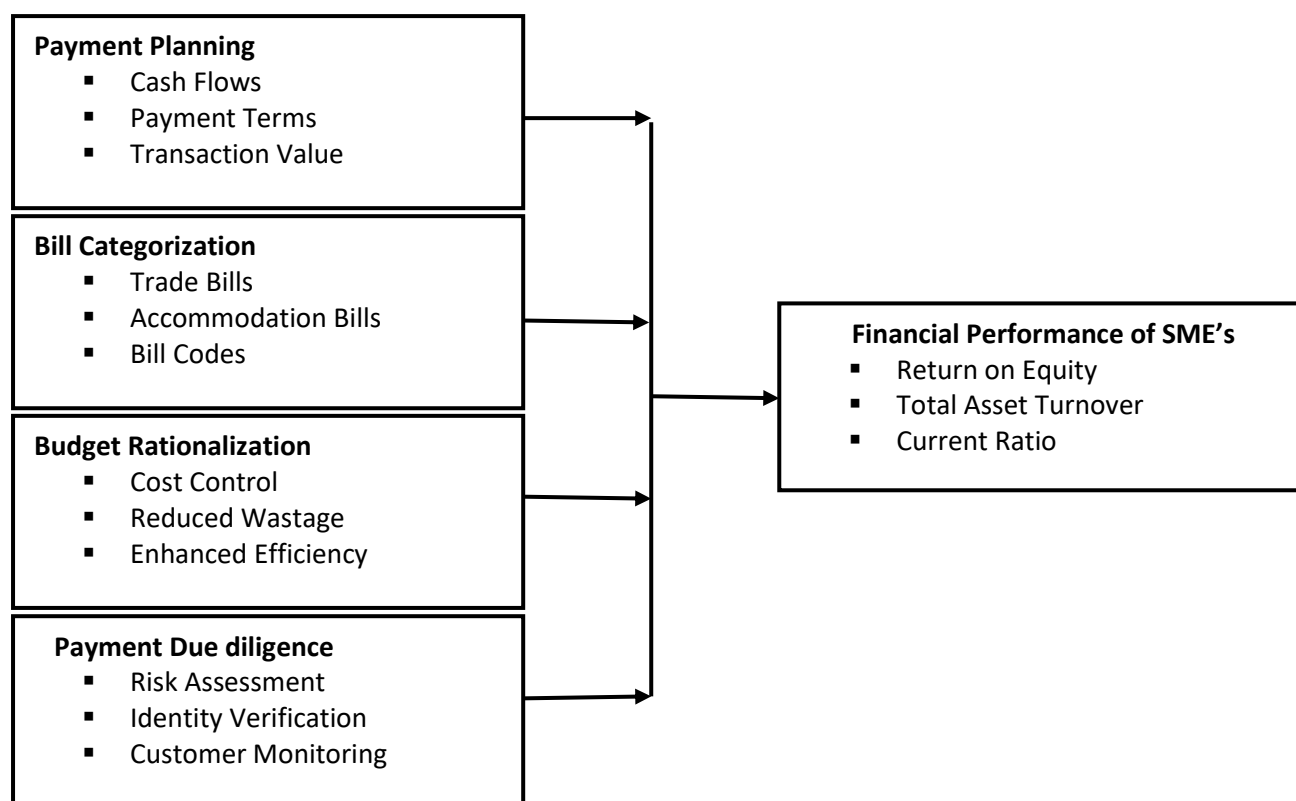 Payment Planning
▪ Cash Flows
▪ Payment Terms
▪ Transaction Value
Bill Categorization
▪ Trade Bills
▪ Accommodation Bills
▪ Bill Codes
Budget Rationalization
▪ Cost Control
▪ Reduced Wastage
▪ Enhanced Efficiency
Payment Due diligence
▪ Risk Assessment
▪ Identity Verification
▪ Customer Monitoring
Financial Performance of SME’s
▪ Return on Equity
▪ Total Asset Turnover
▪ Current Ratio